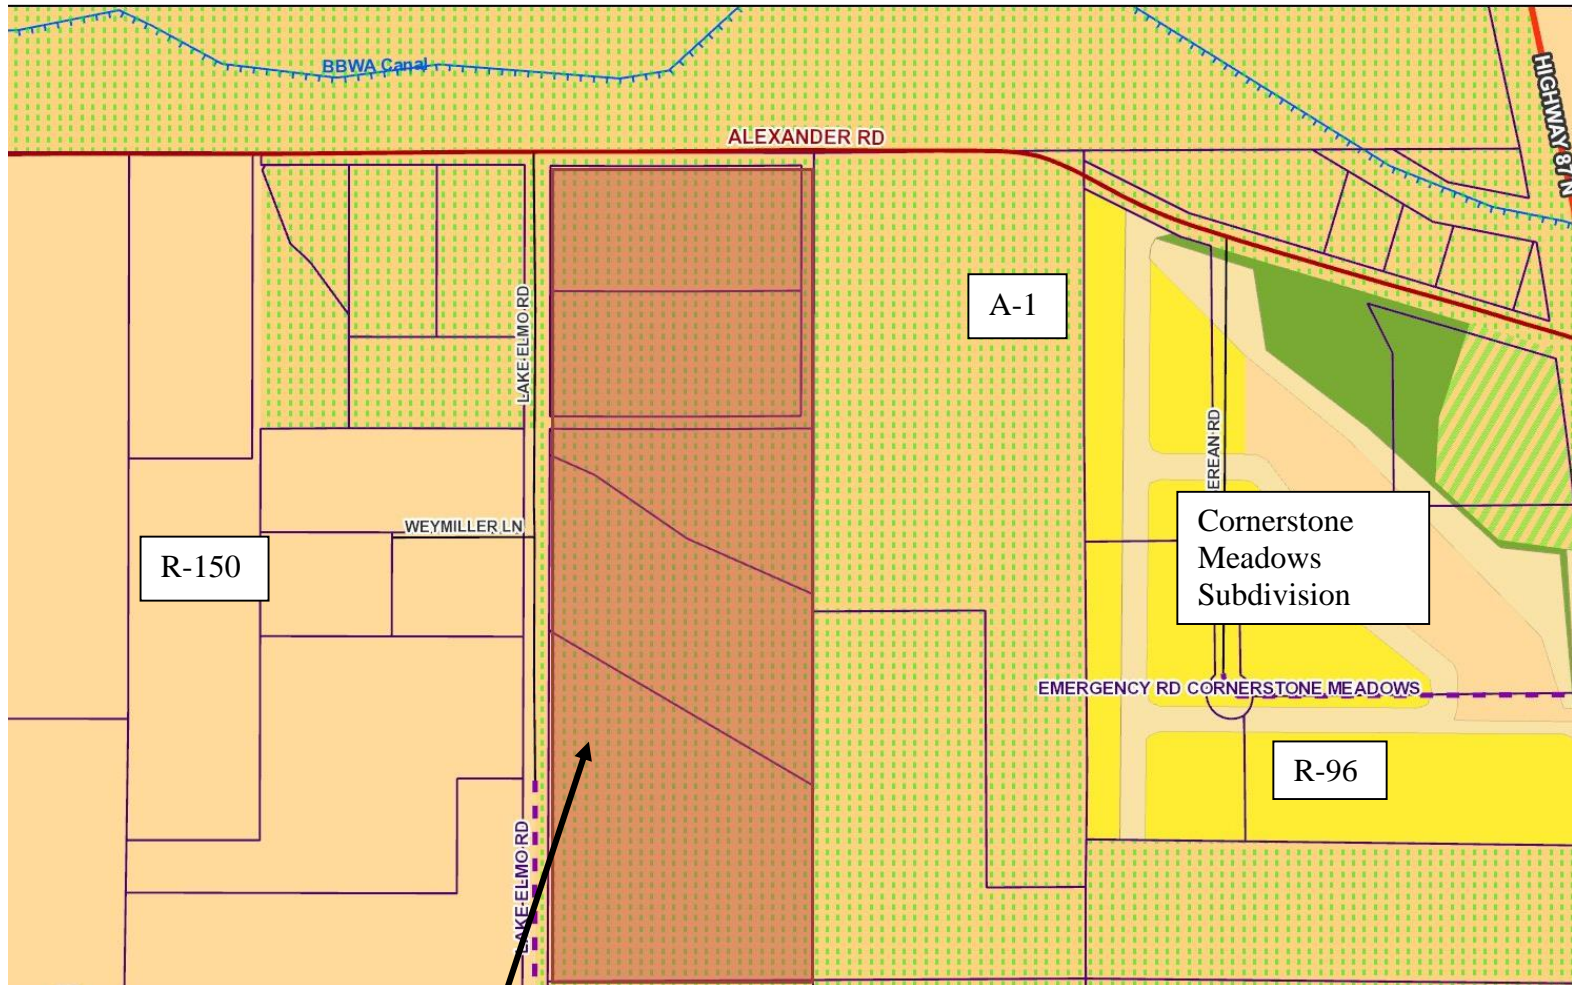 BBWA Canal
HIGHWAY 87 N
ALEXANDER RD
A-1
LAKE ELMO RD
EREAN RD
WEYMILLER LN
Cornerstone
Meadows
Subdivision
R-150
EMERGENCY RD CORNERSTONE MEADOWS
R-96
LAKE ELMO RD